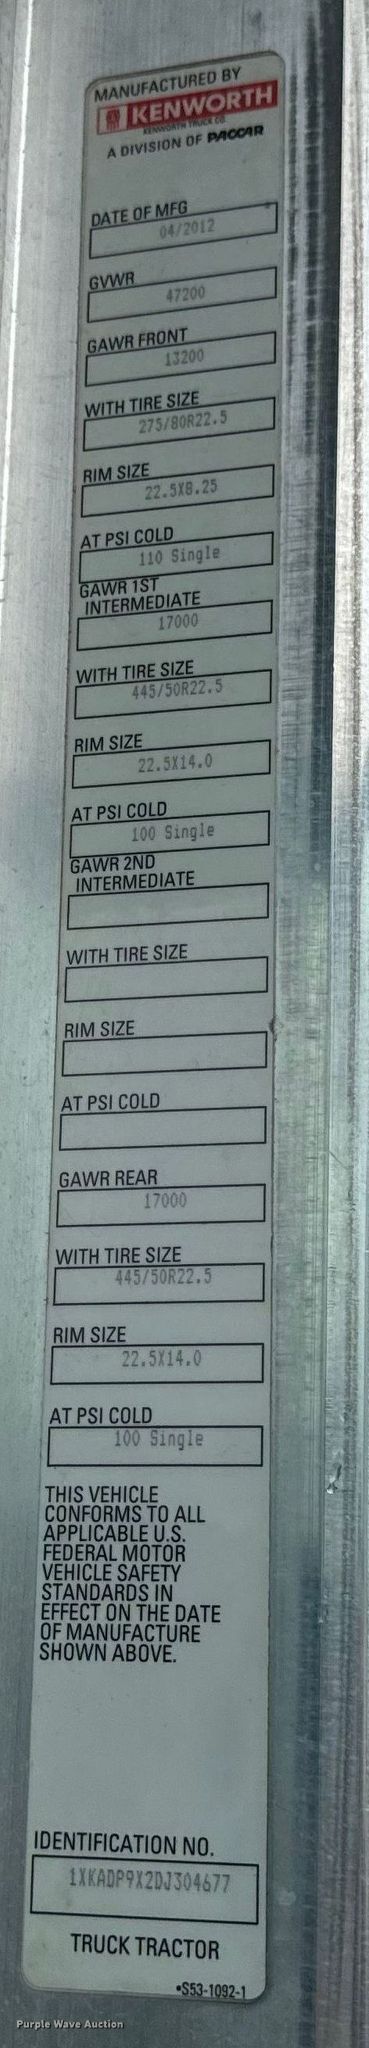 MANUFACTURED BY
KENWORTH
KENWORTH TRUCK CO.
A DIVISION OF PACCAR
DATE OF MFG
04/2012
GVWR
47200
GAWR FRONT
13200
WITH TIRE SIZE
275/80R22.5
RIM SIZE
22.5X8.25
AT PSI COLD
110 Single
GAWR 1ST
INTERMEDIATE
17000
WITH TIRE SIZE
445/50R22.5
RIM SIZE
22.5X14.0
AT PSI COLD
100 Single
GAWR 2ND
INTERMEDIATE
WITH TIRE SIZE
RIM SIZE
AT PSI COLD
GAWR REAR
17000
WITH TIRE SIZE
445/50R22.5
RIM SIZE
22.5X14.0
AT PSI COLD
100 Single
THIS VEHICLE
CONFORMS TO ALL
APPLICABLE U.S.
FEDERAL MOTOR
VEHICLE SAFETY
STANDARDS IN
EFFECT ON THE DATE
OF MANUFACTURE
SHOWN ABOVE.
IDENTIFICATION NO.
1XKADP9X2DJ304677
TRUCK TRACTOR
•S53-1092-1
Purple Wave Auction